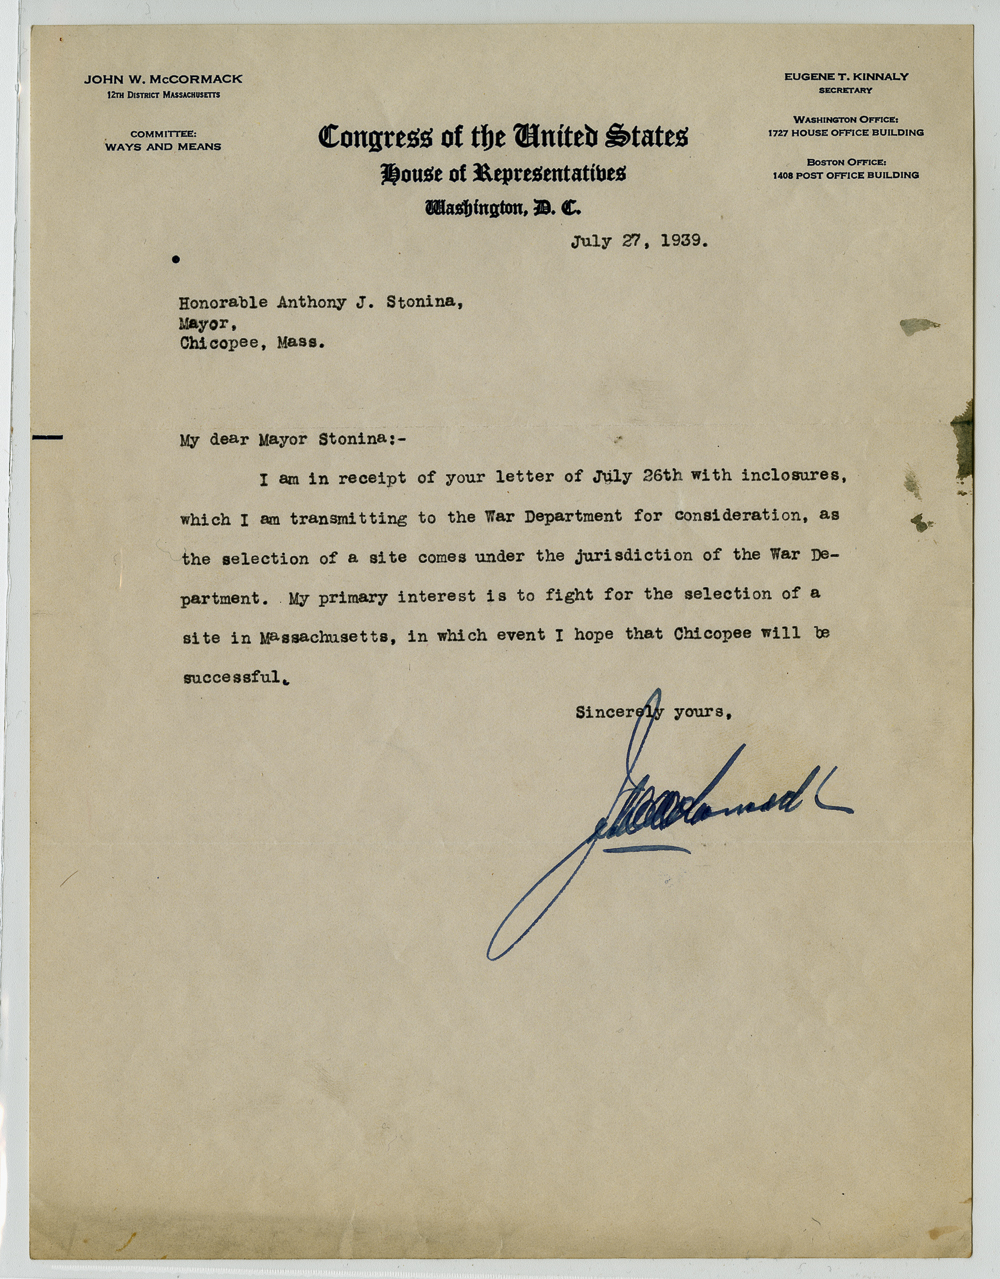 JOHN W. McCORMACK
12TH DISTRICT MASSACHUSETTS
COMMITTEE:
WAYS AND MEANS
EUGENE T. KINNALY
SECRETARY
WASHINGTON OFFICE:
1727 HOUSE OFFICE BUILDING
BOSTON OFFICE:
1408 POST OFFICE BUILDING
Congress of the United States
House of Representatives
Washington, D. C.
July 27, 1939.
Honorable Anthony J. Stonina,
Mayor,
Chicopee, Mass.
My dear Mayor Stonina:-
I am in receipt of your letter of July 26th with inclosures,
which I am transmitting to the War Department for consideration, as
the selection of a site comes under the jurisdiction of the War De-
partment. My primary interest is to fight for the selection of a
site in Massachusetts, in which event I hope that Chicopee will be
successful.
Sincerely yours,